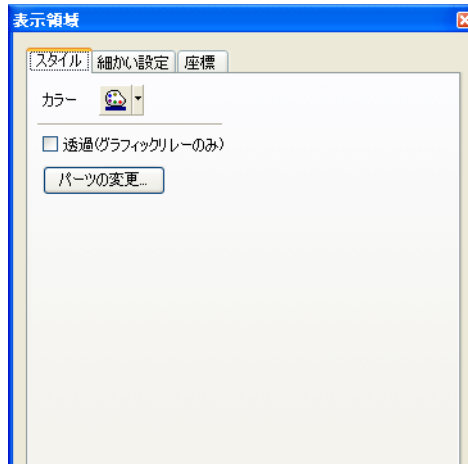 表示領域
スタイル 細かい設定 座標
カラー
透過(グラフィックリレーのみ)
パーツの変更...